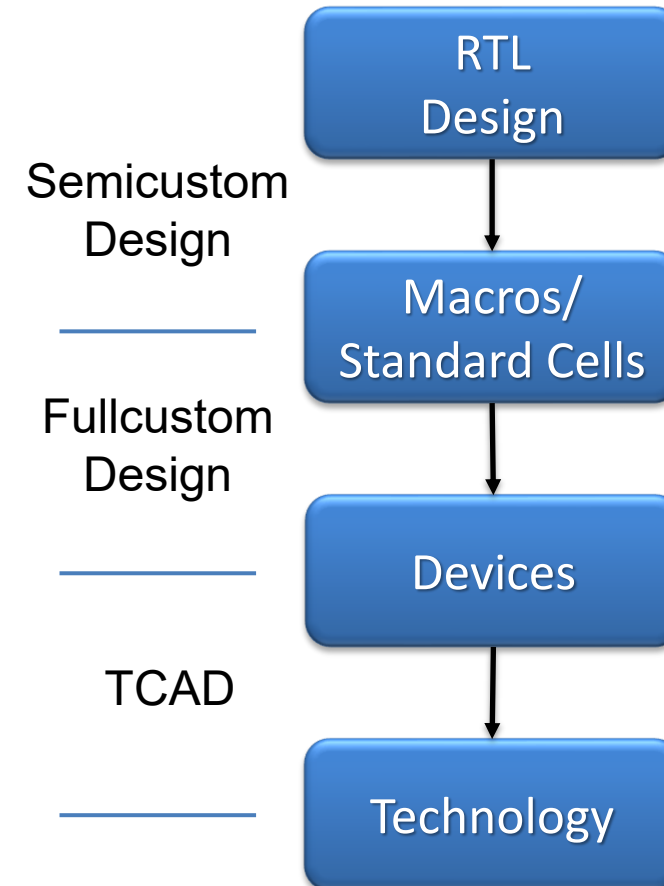 RTL
Design
Semicustom
Design
Macros/
Standard Cells
Fullcustom
Design
Devices
TCAD
Technology